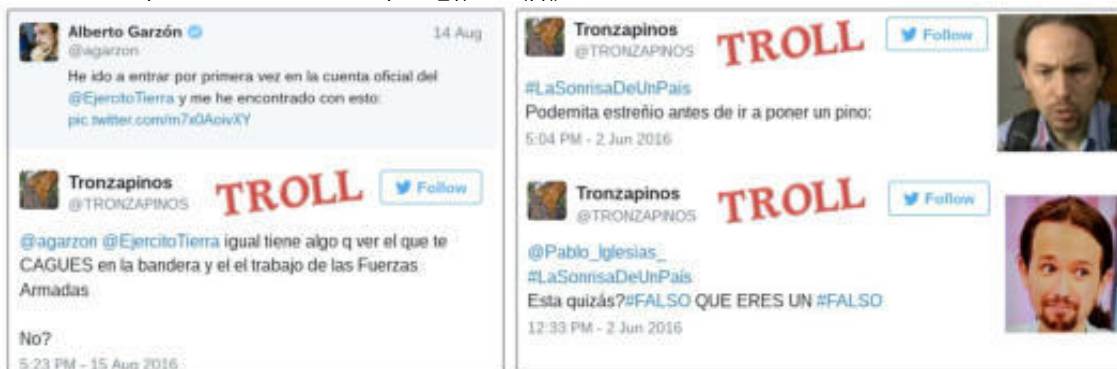 Alberto Garzón
14 Aug
@agarzon
He ido a entrar por primera vez en la cuenta oficial del
@EjercitoTierra y me he encontrado con esto:
pic.twitter.com/m7x0AoivXY
Tronzapinos
@TRONZAPINOS
TROLL
Follow
@agarzon @EjercitoTierra igual tiene algo q ver el que te
CAGUES en la bandera y el el trabajo de las Fuerzas
Armadas
No?
5:23 PM - 15 Aug 2016
Tronzapinos
@TRONZAPINOS
TROLL
Follow
#LaSonrisaDeUnPais
Podemita estreñio antes de ir a poner un pino:
5:04 PM - 2 Jun 2016
Tronzapinos
@TRONZAPINOS
TROLL
Follow
@Pablo_Iglesias_
#LaSonrisaDeUnPais
Esta quizás?#FALSO QUE ERES UN #FALSO
12:33 PM - 2 Jun 2016